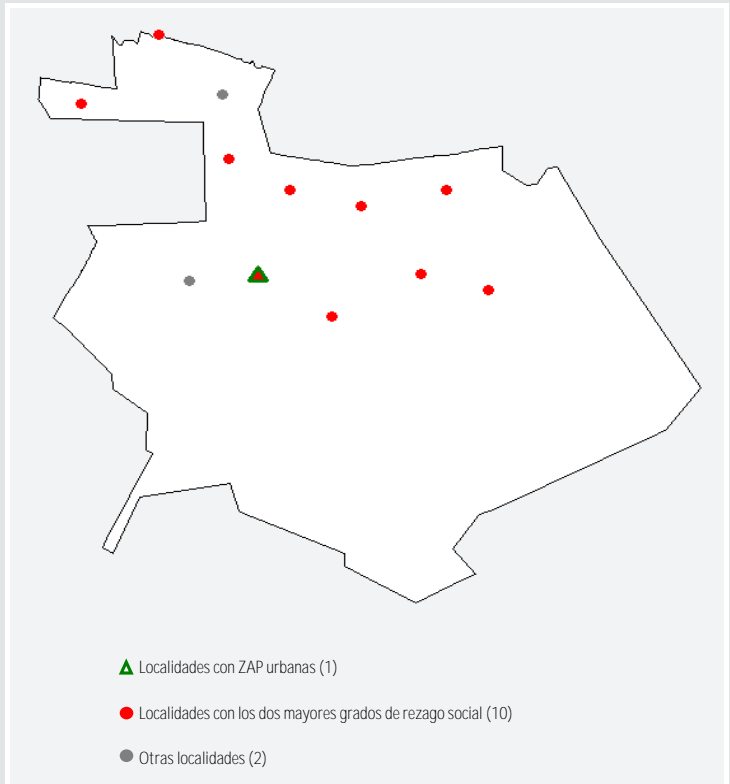 Localidades con ZAP urbanas (1)
Localidades con los dos mayores grados de rezago social (10)
Otras localidades (2)